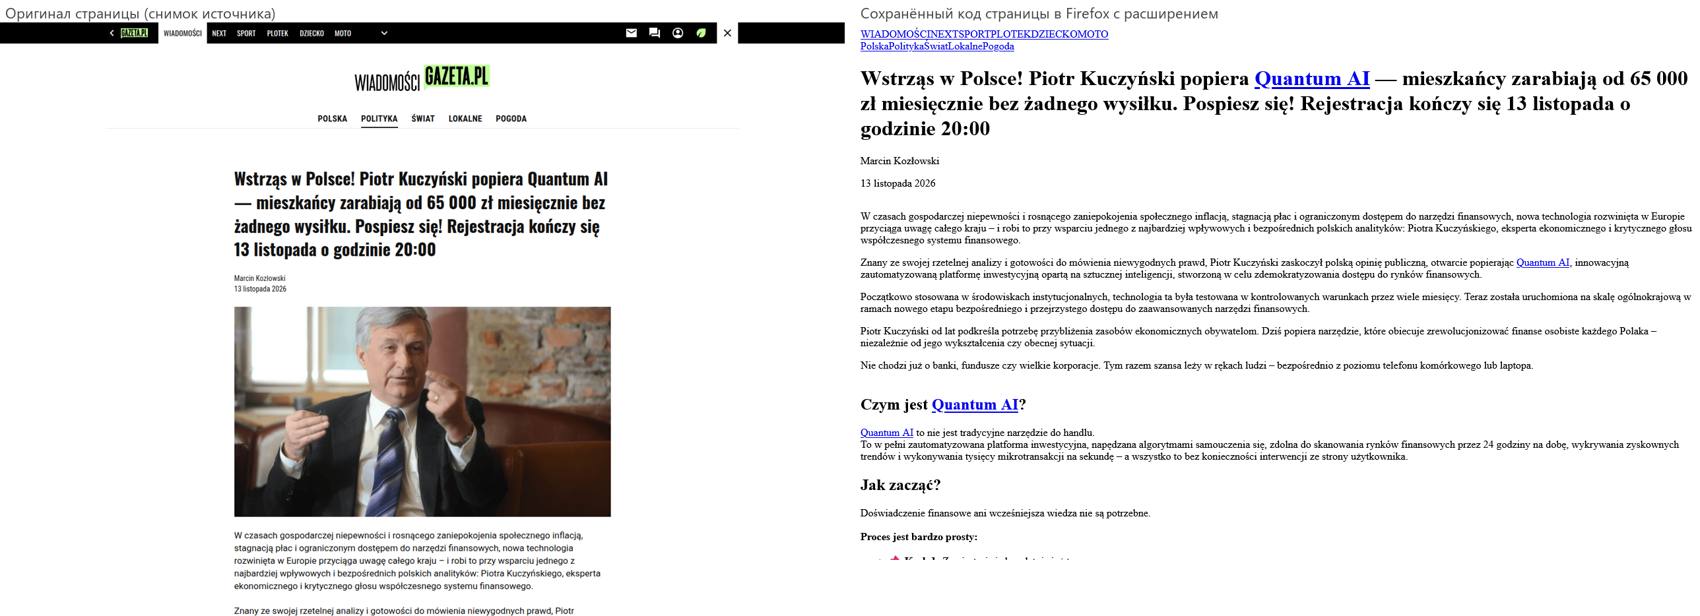 Оригинал страницы (снимок источника)
GAZETA.PL WIADOMOŚCI NEXT SPORT PLOTEK DZIECKO MOTO
WIADOMOŚCI GAZETA.PL
POLSKA POLITYKA ŚWIAT LOKALNE POGODA
Wstrząs w Polsce! Piotr Kuczyński popiera Quantum AI
— mieszkańcy zarabiają od 65 000 zł miesięcznie bez
żadnego wysiłku. Pospiesz się! Rejestracja kończy się
13 listopada o godzinie 20:00
Marcin Kozłowski
13 listopada 2026
W czasach gospodarczej niepewności i rosnącego zaniepokojenia społecznego inflacją,
stagnacją płac i ograniczonym dostępem do narzędzi finansowych, nowa technologia
rozwinięta w Europie przyciąga uwagę całego kraju – i robi to przy wsparciu jednego z
najbardziej wpływowych i bezpośrednich polskich analityków: Piotra Kuczyńskiego, eksperta
ekonomicznego i krytycznego głosu współczesnego systemu finansowego.
Znany ze swojej rzetelnej analizy i gotowości do mówienia niewygodnych prawd, Piotr
Сохранённый код страницы в Firefox с расширением
WIADOMOŚCINEXTSPORTPLOTEKDZIECKOMOTO
PolskaPolitykaŚwiatLokalnePogoda
Wstrząs w Polsce! Piotr Kuczyński popiera Quantum AI — mieszkańcy zarabiają od 65 000
zł miesięcznie bez żadnego wysiłku. Pospiesz się! Rejestracja kończy się 13 listopada o
godzinie 20:00
Marcin Kozłowski
13 listopada 2026
W czasach gospodarczej niepewności i rosnącego zaniepokojenia społecznego inflacją, stagnacją płac i ograniczonym dostępem do narzędzi finansowych, nowa technologia rozwinięta w Europie
przyciąga uwagę całego kraju – i robi to przy wsparciu jednego z najbardziej wpływowych i bezpośrednich polskich analityków: Piotra Kuczyńskiego, eksperta ekonomicznego i krytycznego głosu
współczesnego systemu finansowego.
Znany ze swojej rzetelnej analizy i gotowości do mówienia niewygodnych prawd, Piotr Kuczyński zaskoczył polską opinię publiczną, otwarcie popierając Quantum AI, innowacyjną
zautomatyzowaną platformę inwestycyjną opartą na sztucznej inteligencji, stworzoną w celu zdemokratyzowania dostępu do rynków finansowych.
Początkowo stosowana w środowiskach instytucjonalnych, technologia ta była testowana w kontrolowanych warunkach przez wiele miesięcy. Teraz została uruchomiona na skalę ogólnokrajową w
ramach nowego etapu bezpośredniego i przejrzystego dostępu do zaawansowanych narzędzi finansowych.
Piotr Kuczyński od lat podkreśla potrzebę przybliżenia zasobów ekonomicznych obywatelom. Dziś popiera narzędzie, które obiecuje zrewolucjonizować finanse osobiste każdego Polaka –
niezależnie od jego wykształcenia czy obecnej sytuacji.
Nie chodzi już o banki, fundusze czy wielkie korporacje. Tym razem szansa leży w rękach ludzi – bezpośrednio z poziomu telefonu komórkowego lub laptopa.
Czym jest Quantum AI?
Quantum AI to nie jest tradycyjne narzędzie do handlu.
To w pełni zautomatyzowana platforma inwestycyjna, napędzana algorytmami samouczenia się, zdolna do skanowania rynków finansowych przez 24 godziny na dobę, wykrywania zyskownych
trendów i wykonywania tysięcy mikrotransakcji na sekundę – a wszystko to bez konieczności interwencji ze strony użytkownika.
Jak zacząć?
Doświadczenie finansowe ani wcześniejsza wiedza nie są potrzebne.
Proces jest bardzo prosty: